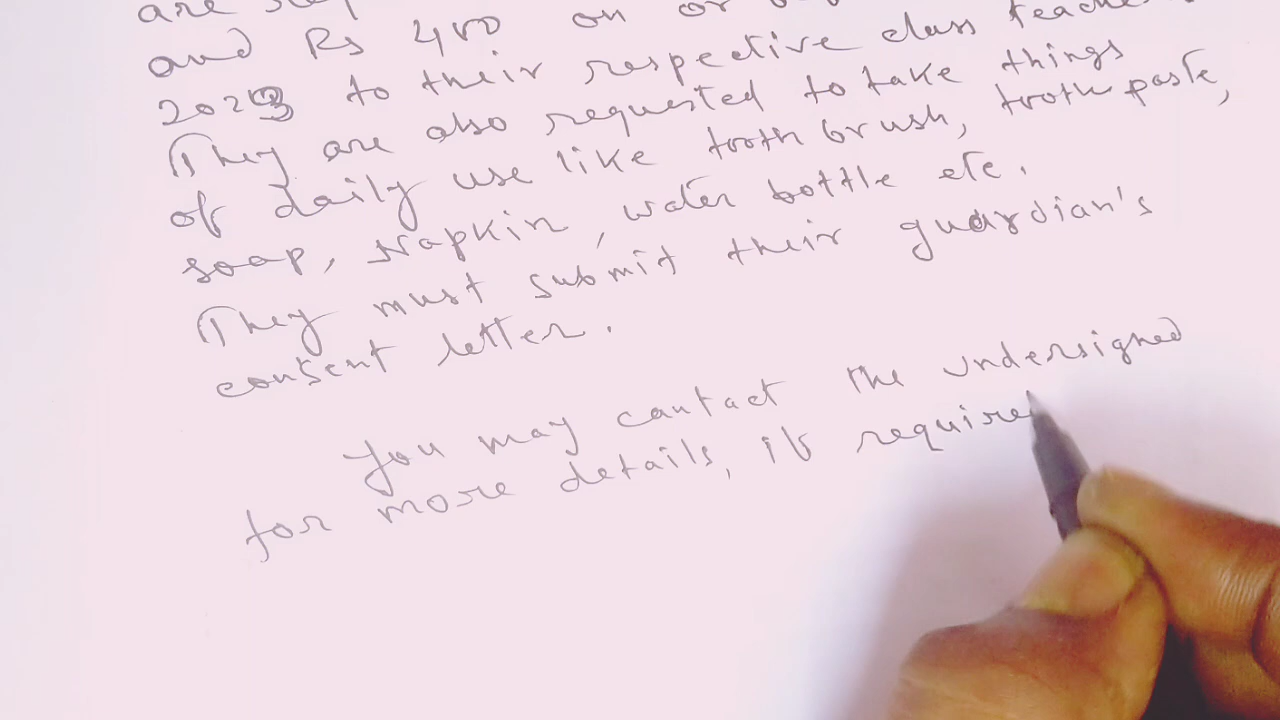 are
and Rs 400 on or
2023 to their respective class teache
They are also requested to take things
of daily use like tooth brush, tooth paste,
soap, Napkin, water bottle etc.
They must submit their guardian's
consent letter.
You may contact the undersigned
for more details, if require